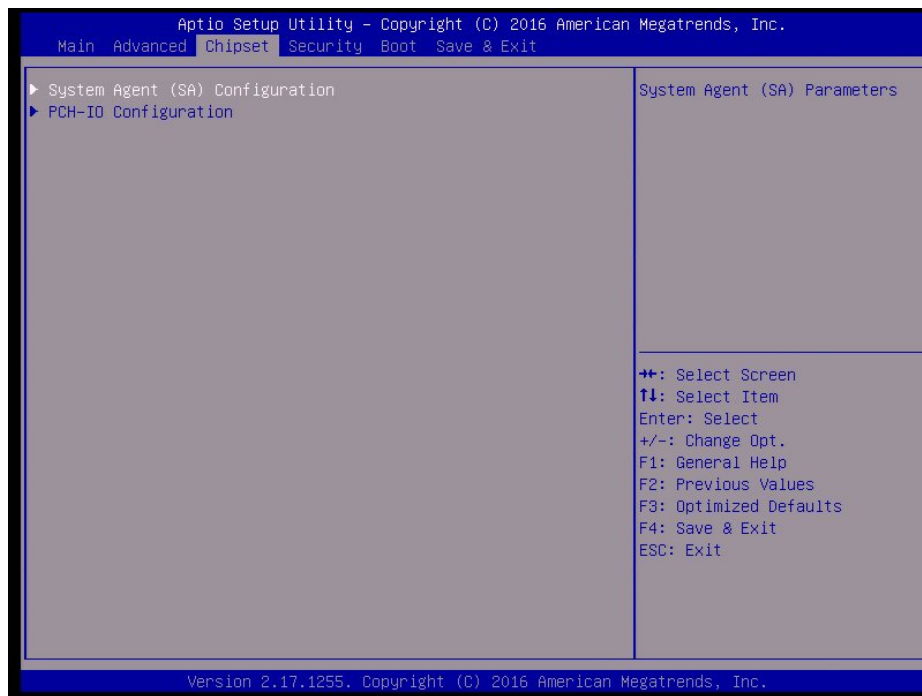 Aptio Setup Utility – Copyright (C) 2016 American Megatrends, Inc.
Main Advanced Chipset Security Boot Save & Exit
System Agent (SA) Configuration
PCH-IO Configuration
System Agent (SA) Parameters
→←: Select Screen
↑↓: Select Item
Enter: Select
+/-: Change Opt.
F1: General Help
F2: Previous Values
F3: Optimized Defaults
F4: Save & Exit
ESC: Exit
Version 2.17.1255. Copyright (C) 2016 American Megatrends, Inc.